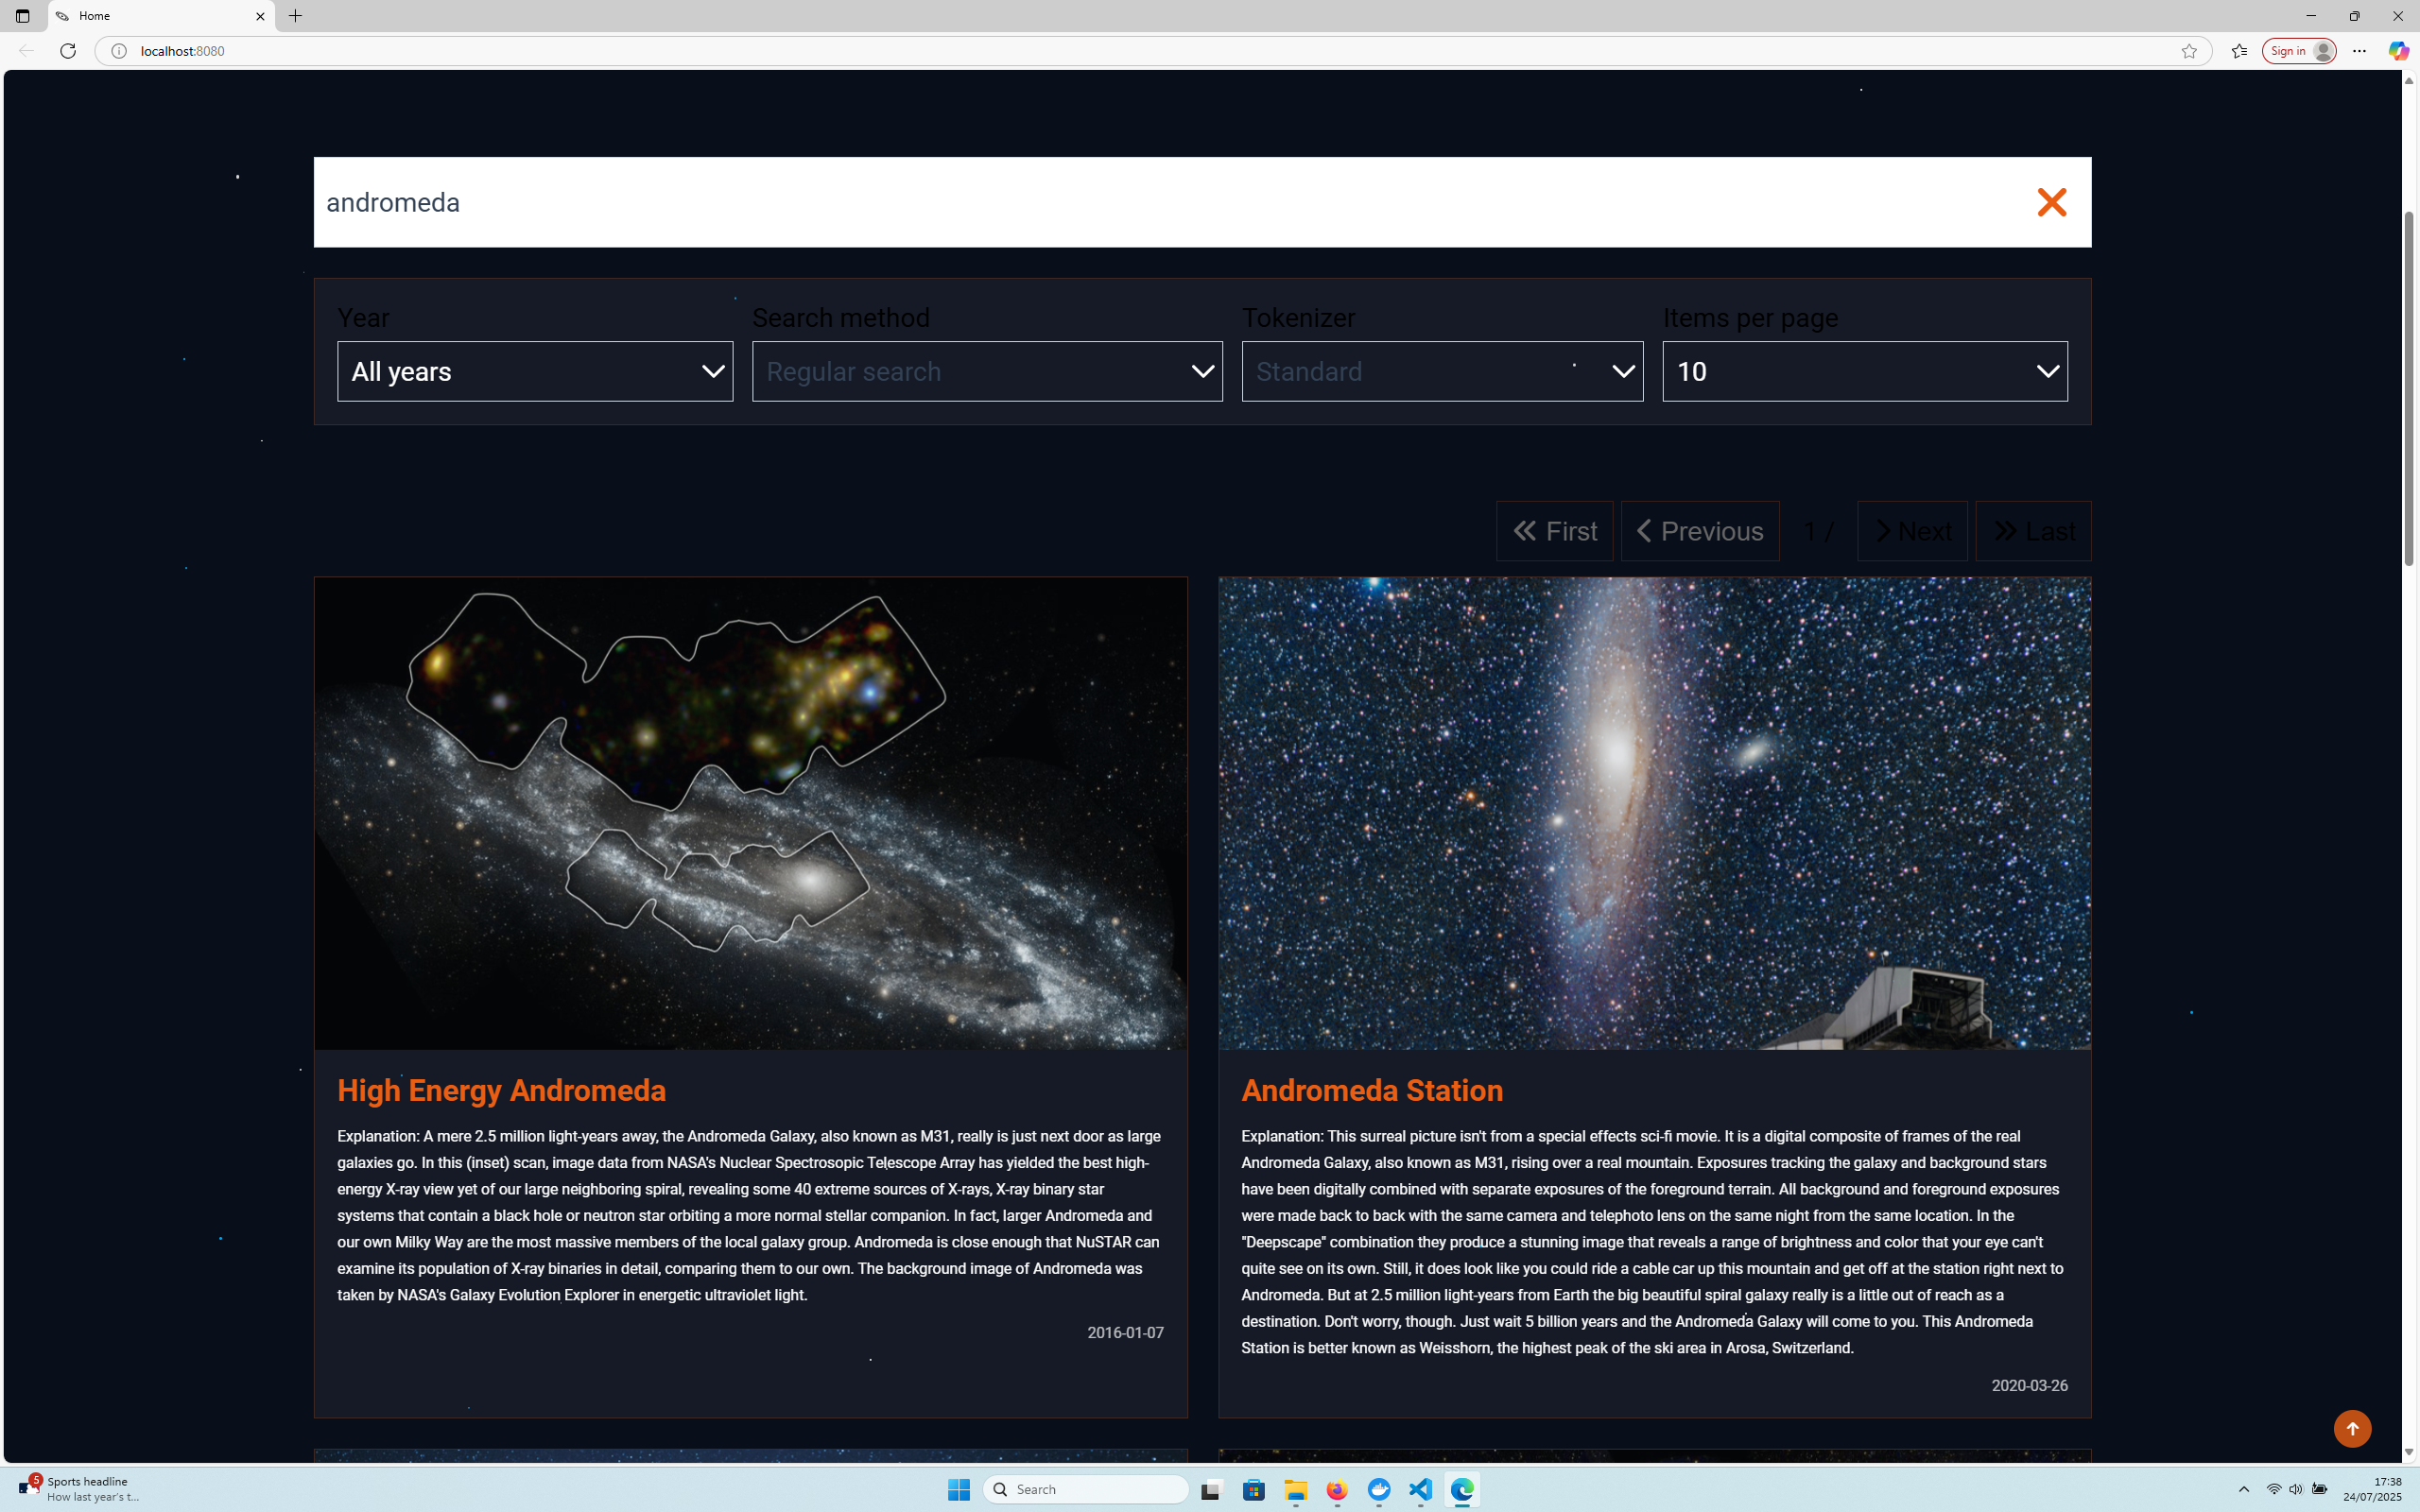 Home
localhost:8080
Sign in
andromeda
Year
Search method
Tokenizer
Items per page
All years
Regular search
Standard
10
First
Previous
1 /
Next
Last
High Energy Andromeda
Explanation: A mere 2.5 million light-years away, the Andromeda Galaxy, also known as M31, really is just next door as large
galaxies go. In this (inset) scan, image data from NASA's Nuclear Spectrosopic Telescope Array has yielded the best high-
energy X-ray view yet of our large neighboring spiral, revealing some 40 extreme sources of X-rays, X-ray binary star
systems that contain a black hole or neutron star orbiting a more normal stellar companion. In fact, larger Andromeda and
our own Milky Way are the most massive members of the local galaxy group. Andromeda is close enough that NuSTAR can
examine its population of X-ray binaries in detail, comparing them to our own. The background image of Andromeda was
taken by NASA's Galaxy Evolution Explorer in energetic ultraviolet light.
2016-01-07
Andromeda Station
Explanation: This surreal picture isn't from a special effects sci-fi movie. It is a digital composite of frames of the real
Andromeda Galaxy, also known as M31, rising over a real mountain. Exposures tracking the galaxy and background stars
have been digitally combined with separate exposures of the foreground terrain. All background and foreground exposures
were made back to back with the same camera and telephoto lens on the same night from the same location. In the
"Deepscape" combination they produce a stunning image that reveals a range of brightness and color that your eye can't
quite see on its own. Still, it does look like you could ride a cable car up this mountain and get off at the station right next to
Andromeda. But at 2.5 million light-years from Earth the big beautiful spiral galaxy really is a little out of reach as a
destination. Don't worry, though. Just wait 5 billion years and the Andromeda Galaxy will come to you. This Andromeda
Station is better known as Weisshorn, the highest peak of the ski area in Arosa, Switzerland.
2020-03-26
5
Sports headline
How last year's t...
Search
17:38
24/07/2025